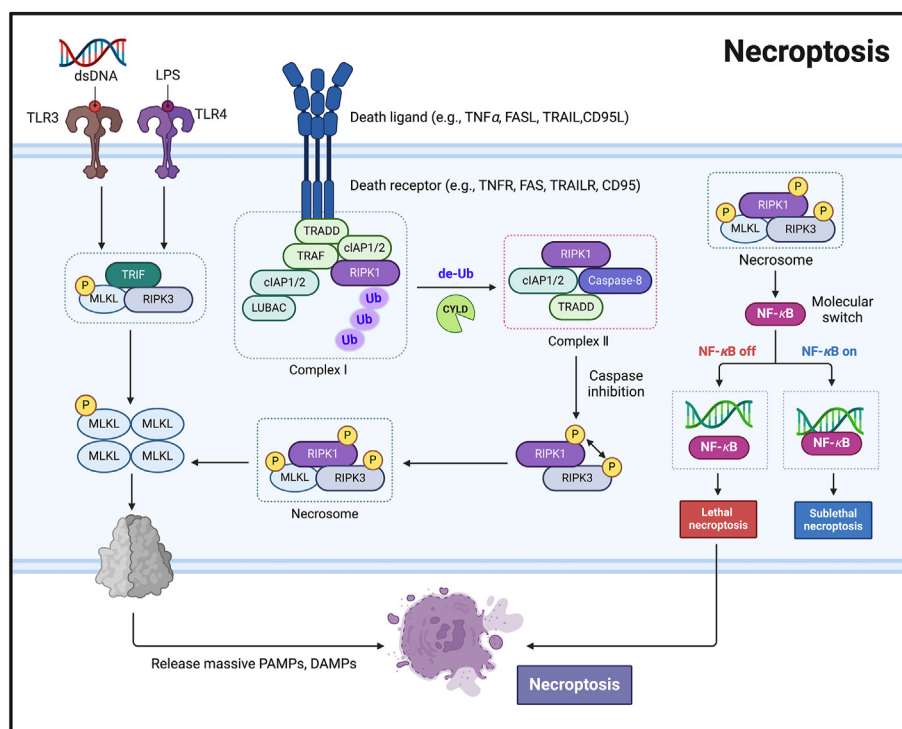 Necroptosis
dsDNA
LPS
TLR3
TLR4
Death ligand (e.g., TNFα, FASL, TRAIL,CD95L)
Death receptor (e.g., TNFR, FAS, TRAILR, CD95)
TRIF
P
MLKL
RIPK3
TRADD
TRAF
cIAP1/2
RIPK1
cIAP1/2
LUBAC
Ub
Ub
Ub
Complex I
de-Ub
CYLD
RIPK1
cIAP1/2
Caspase-8
TRADD
Complex II
Caspase
inhibition
P
RIPK1
P
RIPK3
P
RIPK1
P
MLKL
P
RIPK3
Necrosome
P
MLKL
MLKL
MLKL
MLKL
P
RIPK1
P
MLKL
P
RIPK3
Necrosome
NF-κB
Molecular
switch
NF-κB off
NF-κB on
NF-κB
NF-κB
Lethal
necroptosis
Sublethal
necroptosis
Release massive PAMPs, DAMPs
Necroptosis